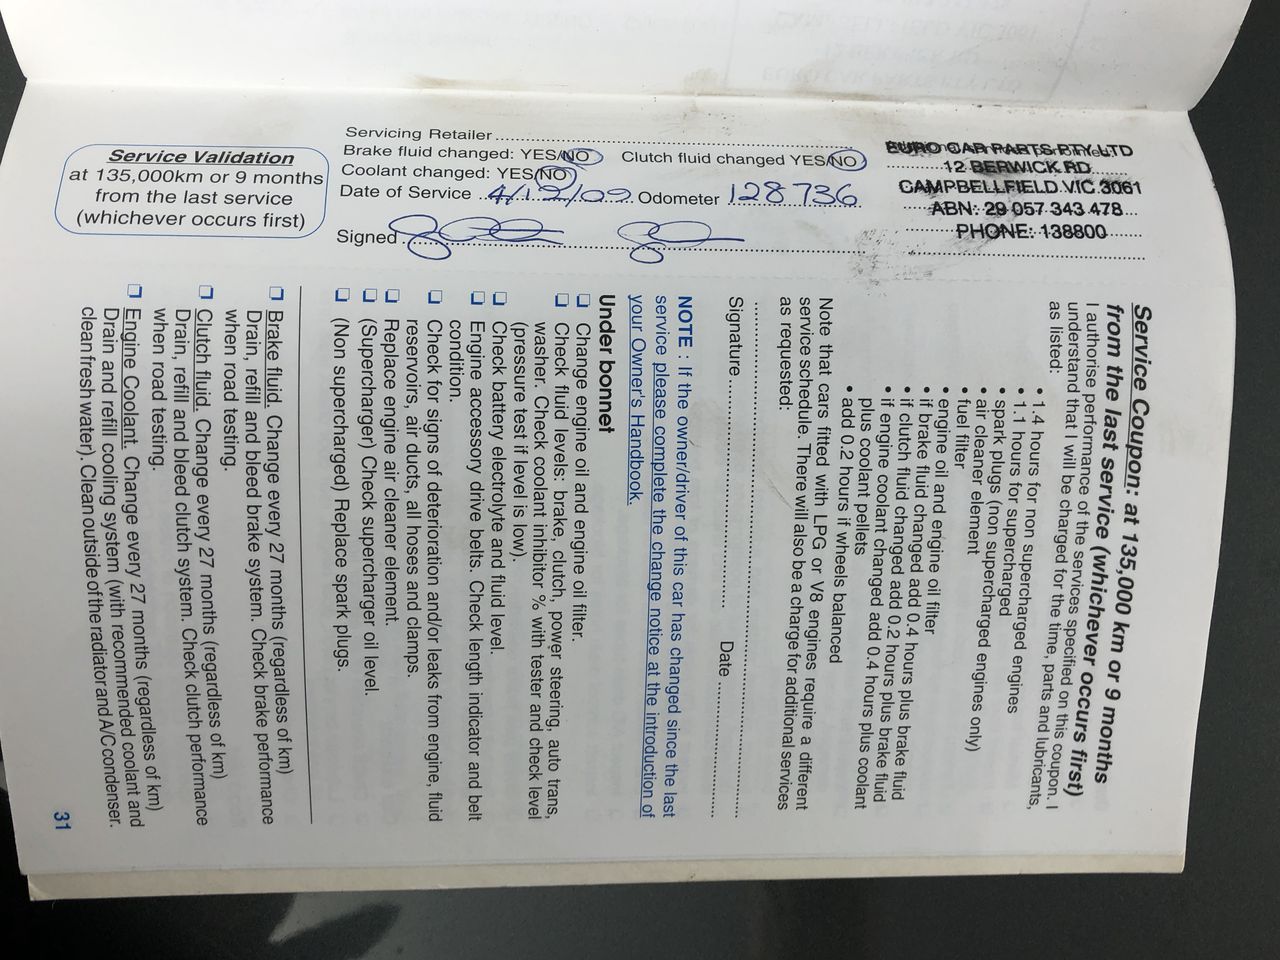 Service Validation
at 135,000km or 9 months
from the last service
(whichever occurs first)
Servicing Retailer
Brake fluid changed: YES/NO Clutch fluid changed YES/NO
Coolant changed: YES/NO
Date of Service 4/12/09 Odometer 128736
Signed
EURO CAR PARTS PTY LTD
12 BERWICK RD
CAMPBELLFIELD VIC 3061
ABN: 29 057 343 478
PHONE: 138800
Service Coupon: at 135,000 km or 9 months
from the last service (whichever occurs first)
I authorise performance of the services specified on this coupon. I
understand that I will be charged for the time, parts and lubricants,
as listed:
• 1.4 hours for non supercharged engines
• 1.1 hours for supercharged
• spark plugs (non supercharged
• air cleaner element
• fuel filter
• engine oil and engine oil filter
• if brake fluid changed add 0.4 hours plus brake fluid
• if clutch fluid changed add 0.2 hours plus brake fluid
• if engine coolant changed add 0.4 hours plus coolant
plus coolant pellets
• add 0.2 hours if wheels balanced
engines only)
Note that cars fitted with LPG or V8 engines require a different
service schedule. There will also be a charge for additional services
as requested:
Signature Date
NOTE : If the owner/driver of this car has changed since the last
service please complete the change notice at the introduction of
your Owner's Handbook.
Under bonnet
❏ Change engine oil and engine oil filter.
❏ Check fluid levels: brake, clutch, power steering, auto trans,
washer. Check coolant inhibitor % with tester and check level
(pressure test if level is low).
❏ Check battery electrolyte and fluid level.
❏ Engine accessory drive belts. Check length indicator and belt
condition.
❏ Check for signs of deterioration and/or leaks from engine, fluid
reservoirs, air ducts, all hoses and clamps.
❏ Replace engine air cleaner element.
❏ (Supercharger) Check supercharger oil level.
❏ (Non supercharged) Replace spark plugs.
❏ Brake fluid. Change every 27 months (regardless of km)
Drain, refill and bleed brake system. Check brake performance
when road testing.
❏ Clutch fluid. Change every 27 months (regardless of km)
Drain, refill and bleed clutch system. Check clutch performance
when road testing.
❏ Engine Coolant. Change every 27 months (regardless of km)
Drain and refill cooling system (with recommended coolant and
clean fresh water). Clean outside of the radiator and A/C condenser.
31